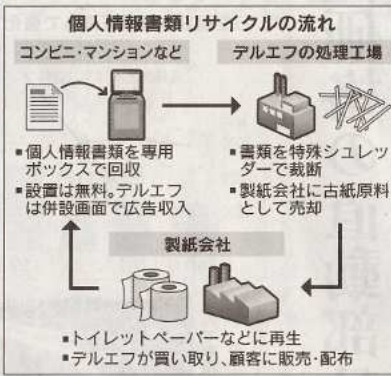 個人情報書類リサイクルの流れ
コンビニ・マンションなど
▪個人情報書類を専用
ボックスで回収
▪設置は無料。デルエフ
は併設画面で広告収入
デルエフの処理工場
▪書類を特殊シュレッ
ダーで裁断
▪製紙会社に古紙原料
として売却
製紙会社
▪トイレットペーパーなどに再生
▪デルエフが買い取り、顧客に販売・配布